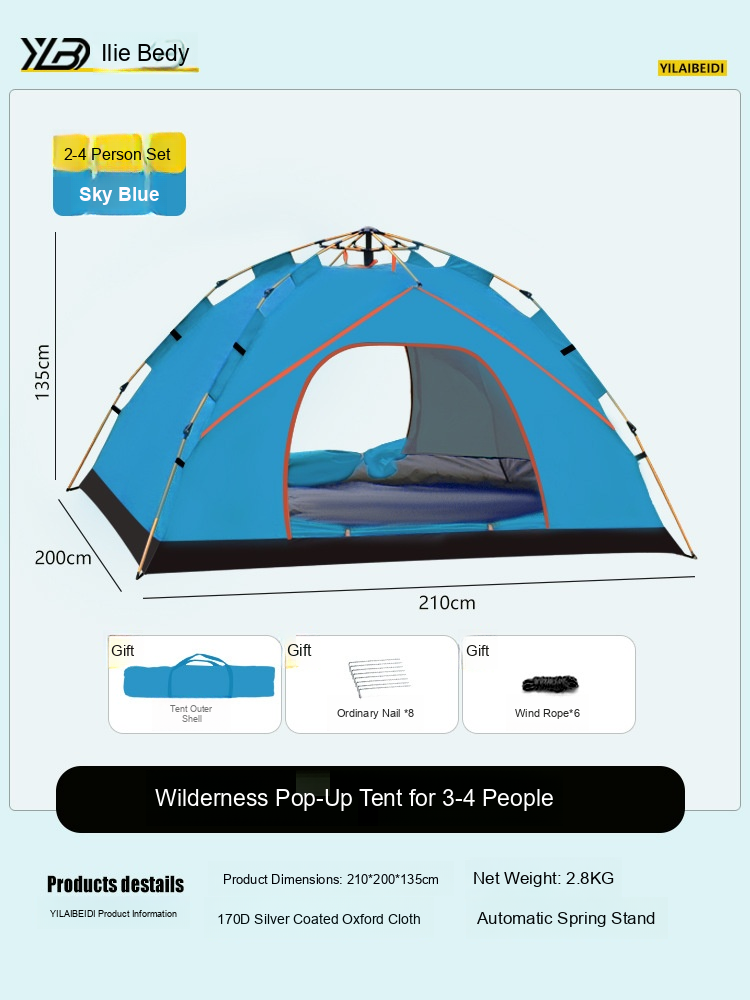 YLB
Ilie Bedy
YILAIBEIDI
2-4 Person Set
Sky Blue
135cm
200cm
210cm
Gift
Tent Outer
Shell
Gift
Ordinary Nail *8
Gift
Wind Rope*6
Wilderness Pop-Up Tent for 3-4 People
Products destails
YILAIBEIDI Product Information
Product Dimensions: 210*200*135cm
Net Weight: 2.8KG
170D Silver Coated Oxford Cloth
Automatic Spring Stand